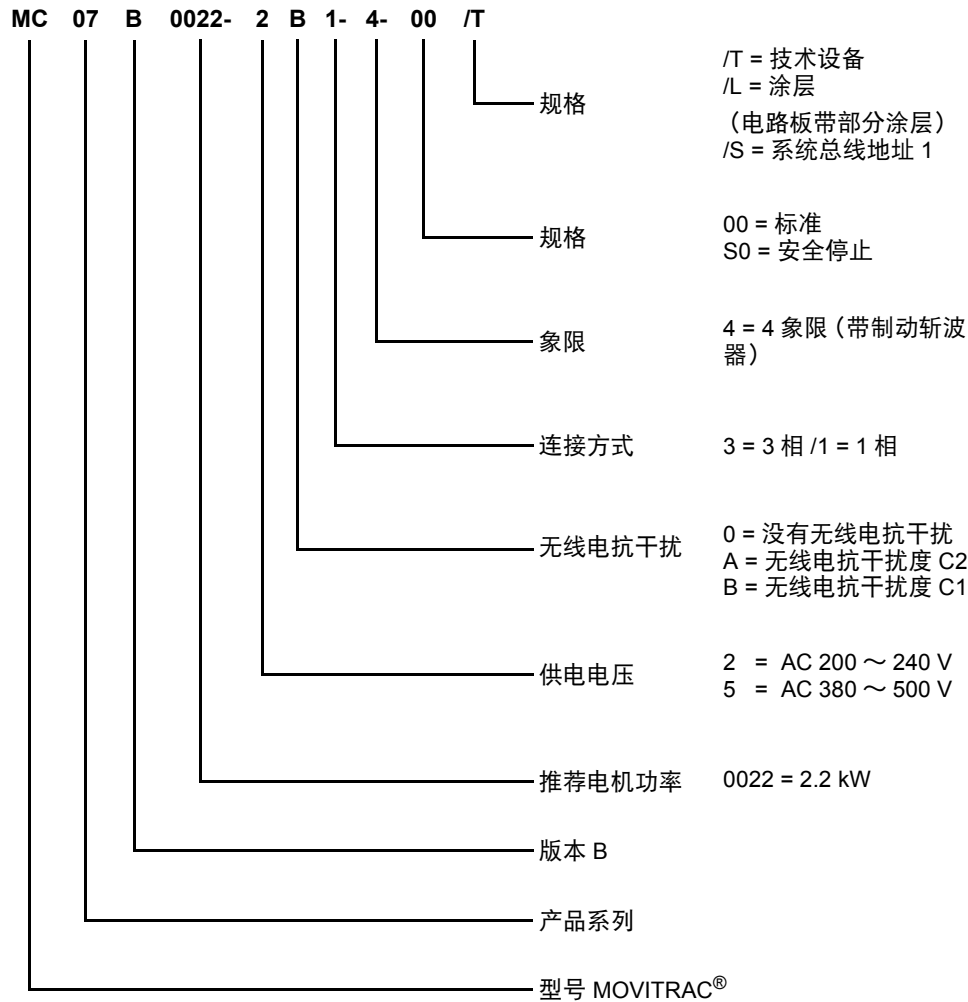 MC 07 B 0022- 2 B 1- 4- 00 /T
规格
/T = 技术设备
/L = 涂层
（电路板带部分涂层）
/S = 系统总线地址 1
规格
00 = 标准
S0 = 安全停止
象限
4 = 4 象限（带制动斩波
器）
连接方式
3 = 3 相 /1 = 1 相
无线电抗干扰
0 = 没有无线电抗干扰
A = 无线电抗干扰度 C2
B = 无线电抗干扰度 C1
供电电压
2 = AC 200 ～ 240 V
5 = AC 380 ～ 500 V
推荐电机功率
0022 = 2.2 kW
版本 B
产品系列
型号 MOVITRAC®